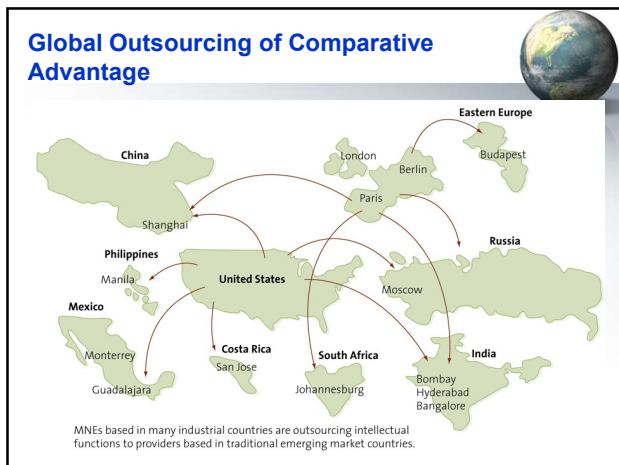 Global Outsourcing of Comparative
Advantage
Eastern Europe
China
London
Berlin
Budapest
Paris
Shanghai
Philippines
Russia
Manila
United States
Moscow
Mexico
Costa Rica
South Africa
India
Monterrey
San Jose
Guadalajara
Johannesburg
Bombay
Hyderabad
Bangalore
MNEs based in many industrial countries are outsourcing intellectual
functions to providers based in traditional emerging market countries.